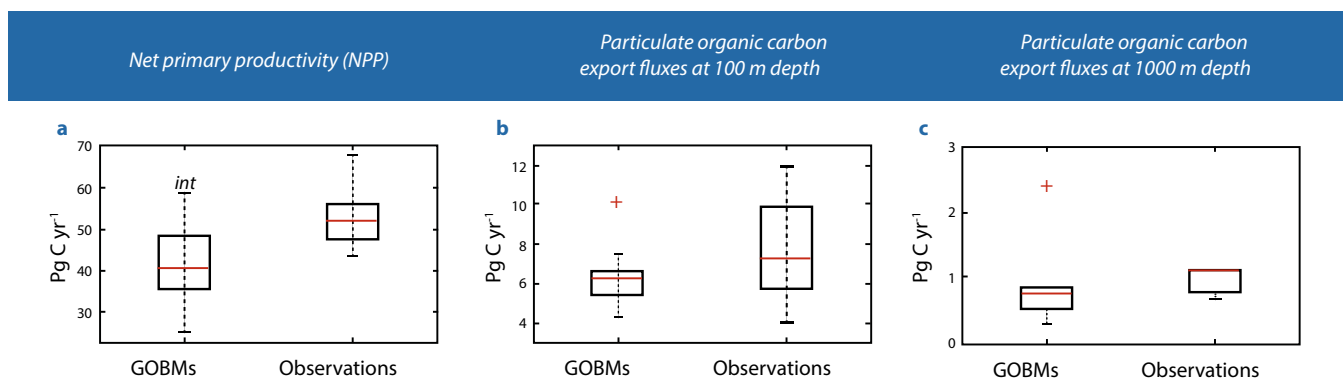 Net primary productivity (NPP)
Particulate organic carbon
export fluxes at 100 m depth
Particulate organic carbon
export fluxes at 1000 m depth
a
70
60
50
40
30
Pg C yr⁻¹
int
GOBMs
Observations
b
12
10
8
6
4
Pg C yr⁻¹
GOBMs
Observations
c
3
2
1
0
Pg C yr⁻¹
GOBMs
Observations